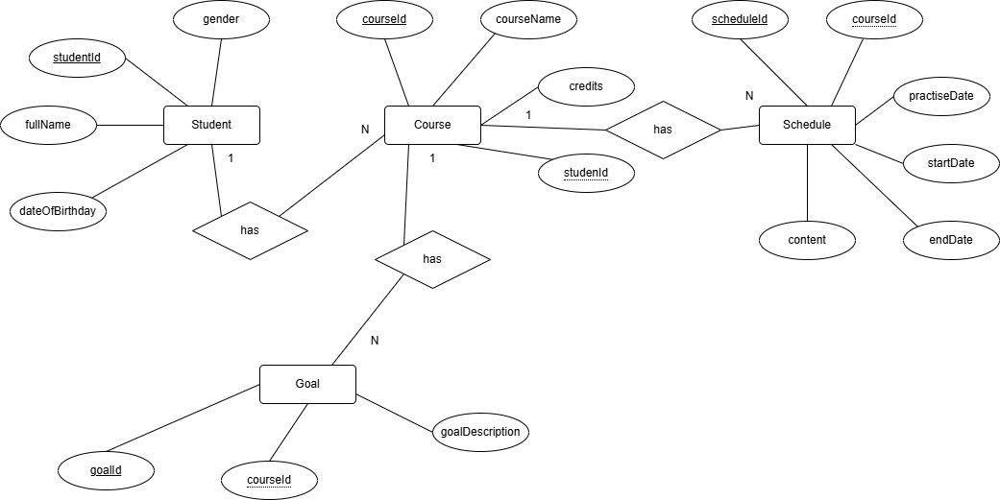 gender
courseId
courseName
scheduleId
courseId
studentId
credits
practiseDate
fullName
Student
N
Course
1
has
N
Schedule
1
1
studenId
startDate
dateOfBirthday
has
content
endDate
has
N
Goal
goalDescription
goalId
courseId